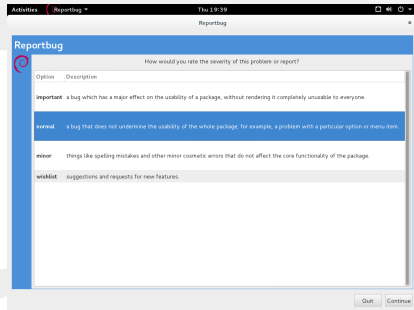 Activities Reportbug Thu 19:39
Reportbug
Reportbug
How would you rate the severity of this problem or report?
Option Description
important a bug which has a major effect on the usability of a package, without rendering it completely unusable to everyone.
normal a bug that does not undermine the usability of the whole package; for example, a problem with a particular option or menu item.
minor things like spelling mistakes and other minor cosmetic errors that do not affect the core functionality of the package.
wishlist suggestions and requests for new features.
Quit Continue